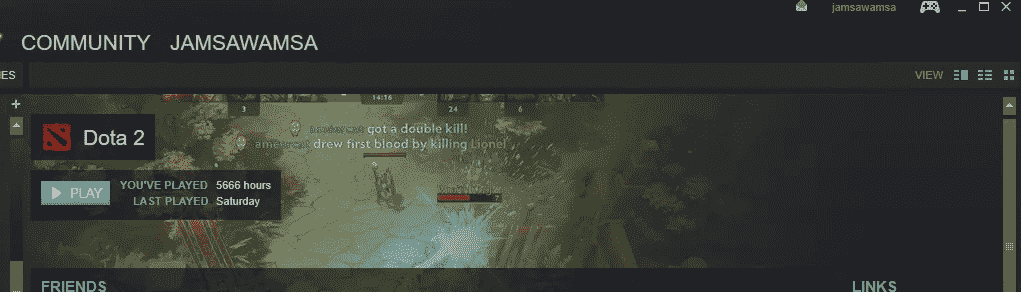 jamsawamsa
COMMUNITY JAMSAWAMSA
ES VIEW
14:16
3 24 6
got a double kill!
drew first blood by killing Lionel
Dota 2
PLAY YOU'VE PLAYED 5666 hours
LAST PLAYED Saturday
7
FRIENDS LINKS